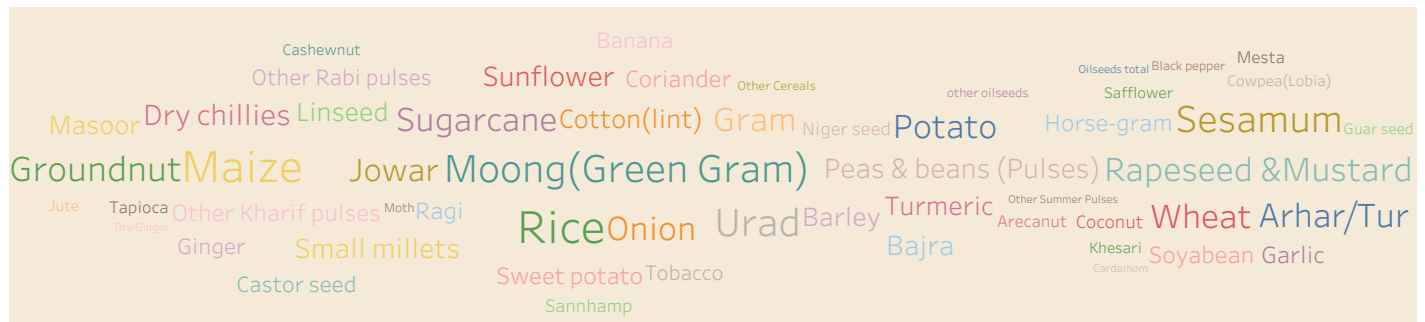 Banana
Cashewnut
Mesta
Black pepper
Oilseeds total
Other Rabi pulses
Sunflower
Coriander
Cowpea(Lobia)
Other Cereals
other oilseeds
Safflower
Masoor
Dry chillies
Linseed
Sugarcane
Cotton(lint)
Gram
Niger seed
Potato
Horse-gram
Sesamum
Guar seed
Groundnut
Maize
Jowar
Moong(Green Gram)
Peas & beans (Pulses)
Rapeseed &Mustard
Jute
Tapioca
Other Kharif pulses
Moth
Ragi
Other Summer Pulses
Dry Ginger
Rice
Onion
Urad
Barley
Turmeric
Arecanut
Coconut
Wheat
Arhar/Tur
Ginger
Small millets
Bajra
Khesari
Soyabean
Garlic
Cardamom
Sweet potato
Tobacco
Castor seed
Sannhamp